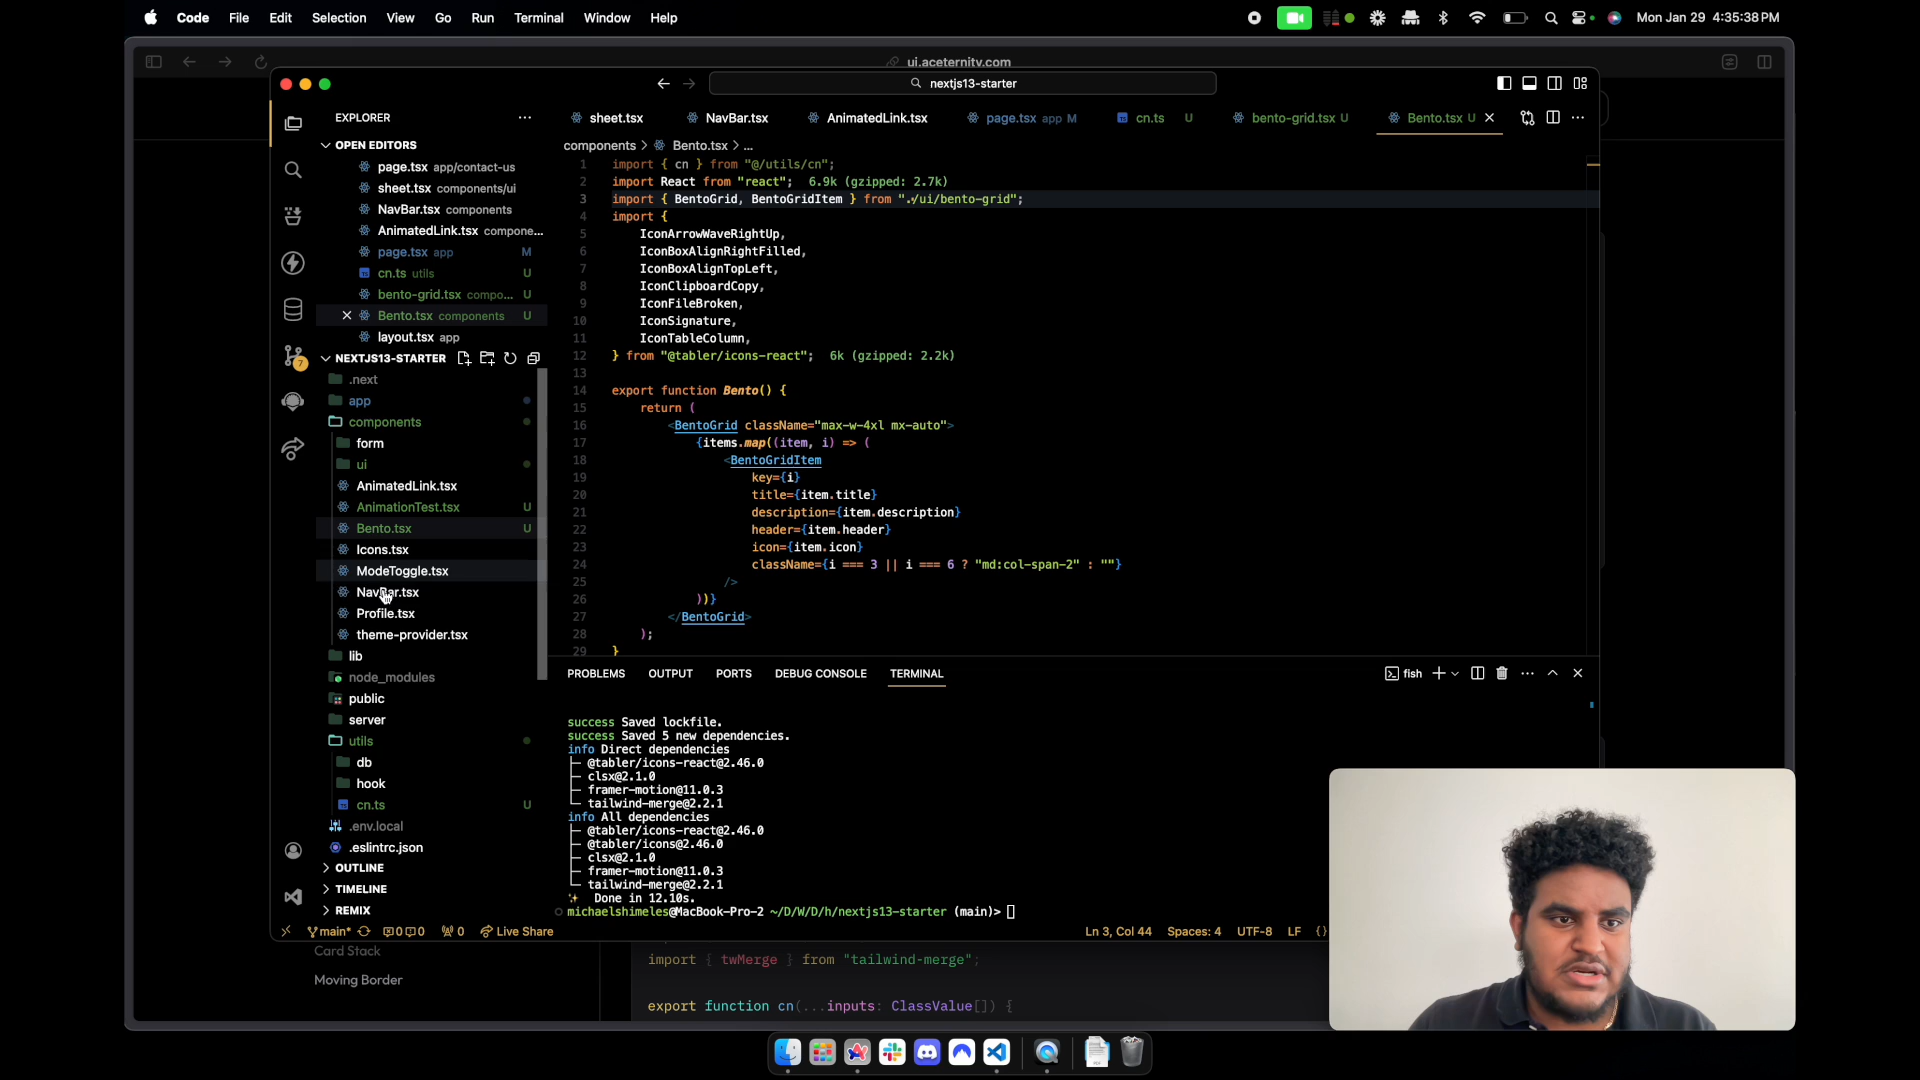 Code File Edit Selection View Go Run Terminal Window Help
Mon Jan 29 4:35:38 PM
ui.aceternity.com
nextjs13-starter
EXPLORER
OPEN EDITORS
page.tsx app/contact-us
sheet.tsx components/ui
NavBar.tsx components
AnimatedLink.tsx compone...
page.tsx app M
cn.ts utils U
bento-grid.tsx compo... U
Bento.tsx components U
layout.tsx app
NEXTJS13-STARTER
.next
app
components
form
ui
AnimatedLink.tsx
AnimationTest.tsx U
Bento.tsx U
Icons.tsx
ModeToggle.tsx
NavBar.tsx
Profile.tsx
theme-provider.tsx
lib
node_modules
public
server
utils
db
hook
cn.ts U
.env.local
.eslintrc.json
OUTLINE
TIMELINE
REMIX
7
sheet.tsx NavBar.tsx AnimatedLink.tsx page.tsx app M cn.ts U bento-grid.tsx U Bento.tsx U
components > Bento.tsx > ...
1 import { cn } from "@/utils/cn";
2 import React from "react"; 6.9k (gzipped: 2.7k)
3 import { BentoGrid, BentoGridItem } from "./ui/bento-grid";
4 import {
5 IconArrowWaveRightUp,
6 IconBoxAlignRightFilled,
7 IconBoxAlignTopLeft,
8 IconClipboardCopy,
9 IconFileBroken,
10 IconSignature,
11 IconTableColumn,
12 } from "@tabler/icons-react"; 6k (gzipped: 2.2k)
13
14 export function Bento() {
15 return (
16 <BentoGrid className="max-w-4xl mx-auto">
17 {items.map((item, i) => (
18 <BentoGridItem
19 key={i}
20 title={item.title}
21 description={item.description}
22 header={item.header}
23 icon={item.icon}
24 className={i === 3 || i === 6 ? "md:col-span-2" : ""}
25 />
26 ))}
27 </BentoGrid>
28 );
29 }
PROBLEMS OUTPUT PORTS DEBUG CONSOLE TERMINAL
fish
success Saved lockfile.
success Saved 5 new dependencies.
info Direct dependencies
├─ @tabler/icons-react@2.46.0
├─ clsx@2.1.0
├─ framer-motion@11.0.3
└─ tailwind-merge@2.2.1
info All dependencies
├─ @tabler/icons-react@2.46.0
├─ @tabler/icons@2.46.0
├─ clsx@2.1.0
├─ framer-motion@11.0.3
└─ tailwind-merge@2.2.1
✨ Done in 12.10s.
michaelshimeles@MacBook-Pro-2 ~/D/W/D/h/nextjs13-starter (main)>
main* 0 0 0 Live Share
Ln 3, Col 44 Spaces: 4 UTF-8 LF {}
Card Stack
Moving Border
import { twMerge } from "tailwind-merge";
export function cn(...inputs: ClassValue[]) {